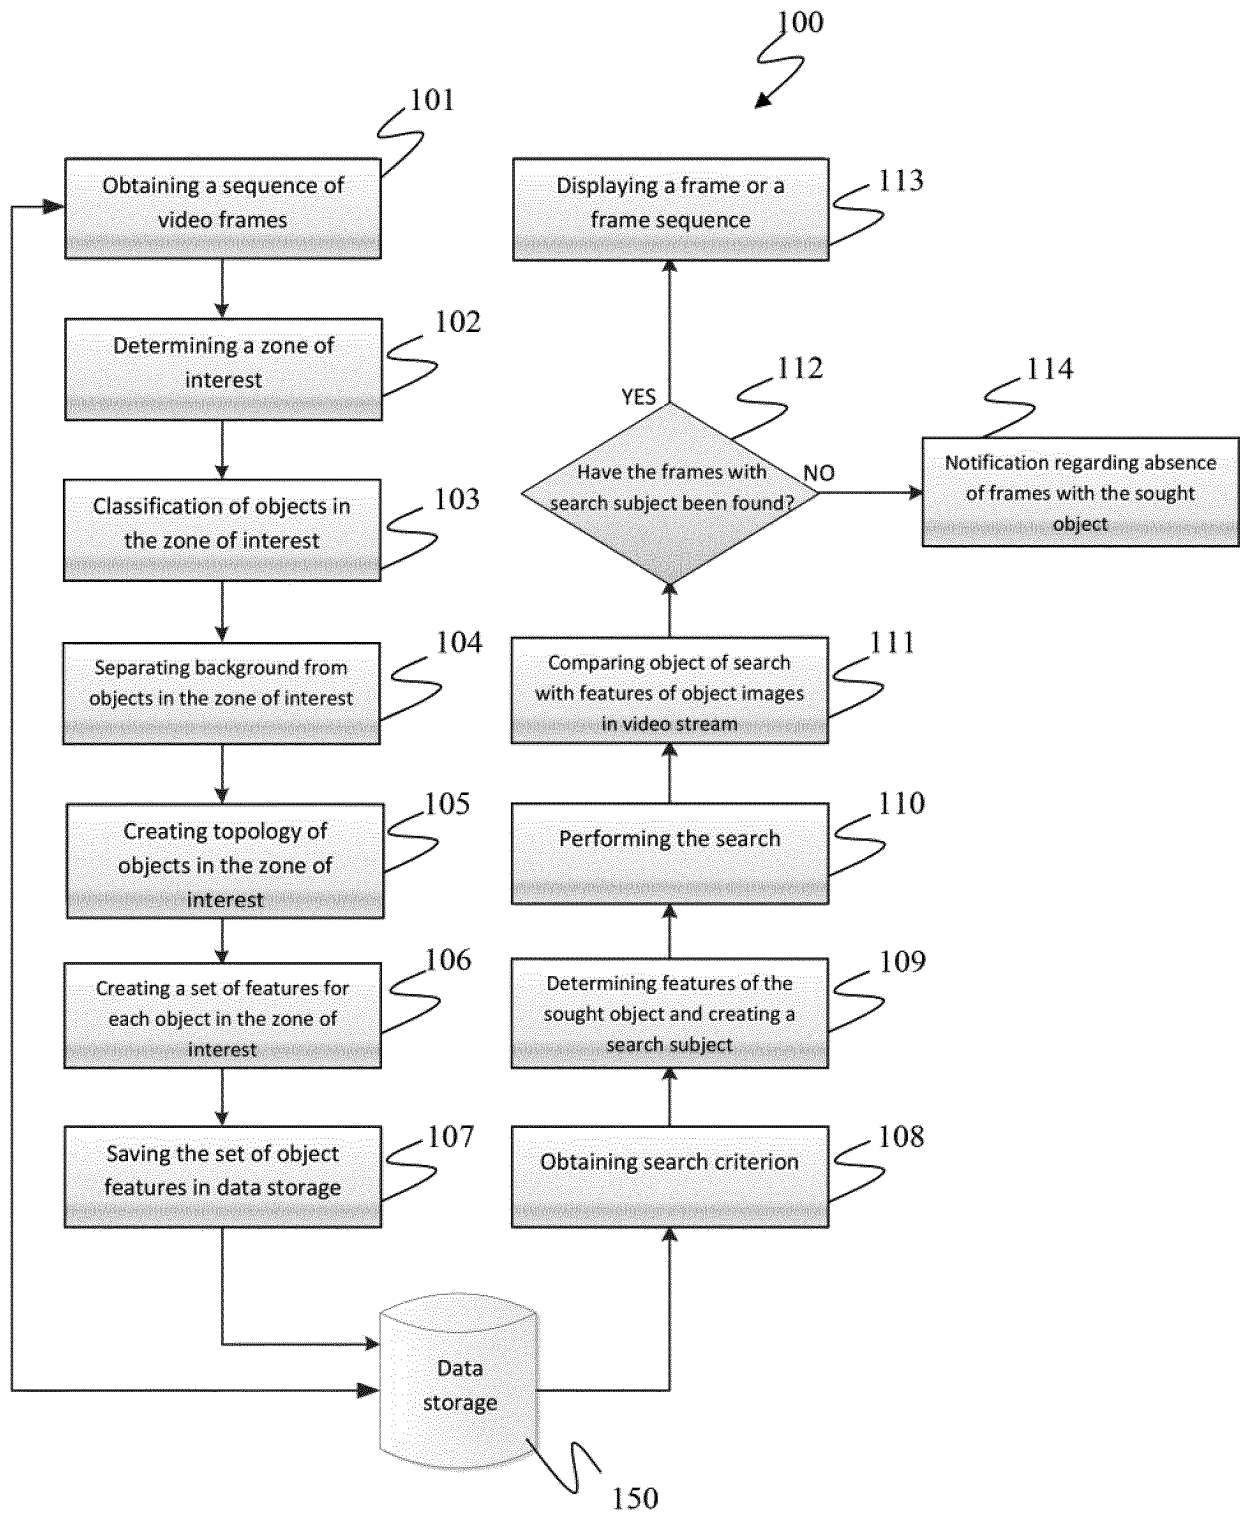 100
101
Obtaining a sequence of
video frames
102
Determining a zone of
interest
103
Classification of objects in
the zone of interest
104
Separating background from
objects in the zone of interest
105
Creating topology of
objects in the zone of
interest
106
Creating a set of features for
each object in the zone of
interest
107
Saving the set of object
features in data storage
Data
storage
150
108
Obtaining search criterion
109
Determining features of the
sought object and creating a
search subject
110
Performing the search
111
Comparing object of search
with features of object images
in video stream
112
Have the frames with
search subject been found?
YES
NO
113
Displaying a frame or a
frame sequence
114
Notification regarding absence
of frames with the sought
object